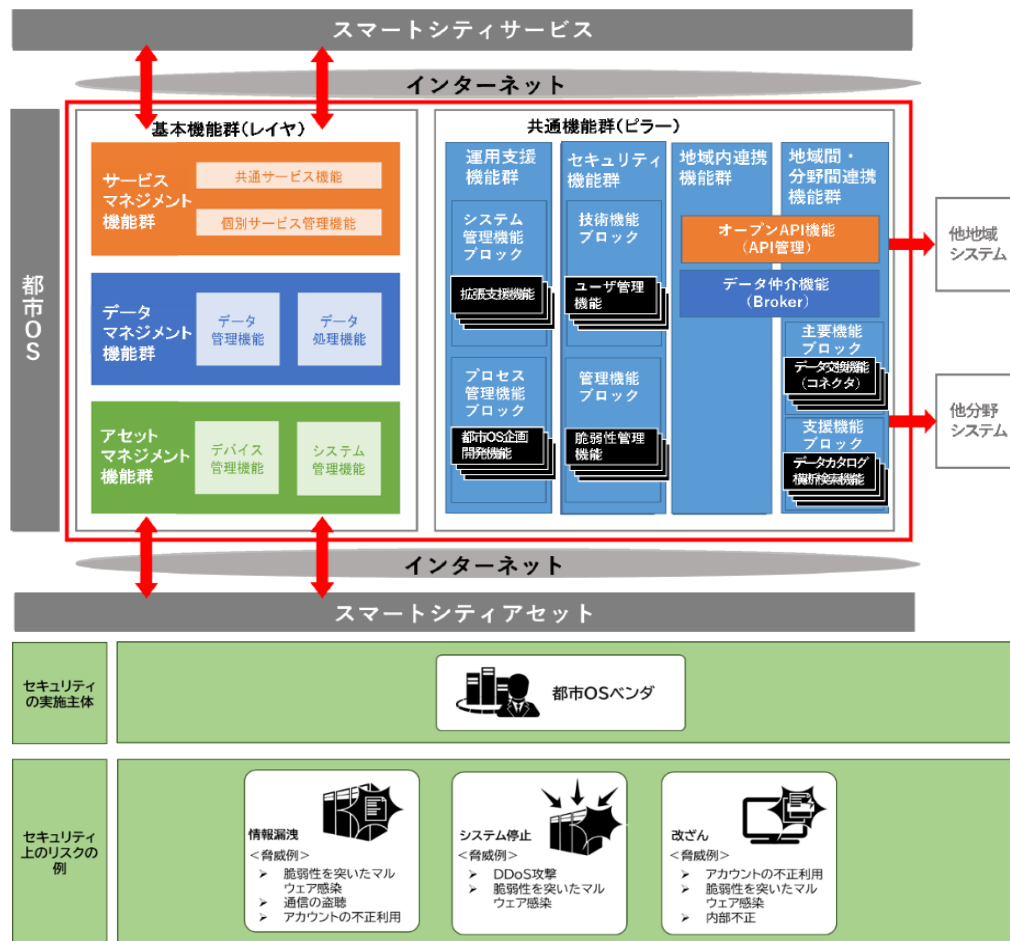 スマートシティサービス
インターネット
都市OS
基本機能群(レイヤ)
サービス
マネジメント
機能群
共通サービス機能
個別サービス管理機能
データ
マネジメント
機能群
データ
管理機能
データ
処理機能
アセット
マネジメント
機能群
デバイス
管理機能
システム
管理機能
共通機能群(ピラー)
運用支援
機能群
システム
管理機能
ブロック
拡張支援機能
プロセス
管理機能
ブロック
都市OS企画
開発機能
セキュリティ
機能群
技術機能
ブロック
ユーザ管理
機能
管理機能
ブロック
脆弱性管理
機能
地域内連携
機能群
地域間・
分野間連携
機能群
オープンAPI機能
(API管理)
データ仲介機能
(Broker)
主要機能
ブロック
データ交換機能
(コネクタ)
支援機能
ブロック
データカタログ
横断検索機能
他地域
システム
他分野
システム
インターネット
スマートシティアセット
セキュリティ
の実施主体
都市OSベンダ
セキュリティ
上のリスクの
例
情報漏洩
<脅威例>
➢ 脆弱性を突いたマル
ウェア感染
➢ 通信の盗聴
➢ アカウントの不正利用
システム停止
<脅威例>
➢ DDoS攻撃
➢ 脆弱性を突いたマル
ウェア感染
改ざん
<脅威例>
➢ アカウントの不正利用
➢ 脆弱性を突いたマル
ウェア感染
➢ 内部不正